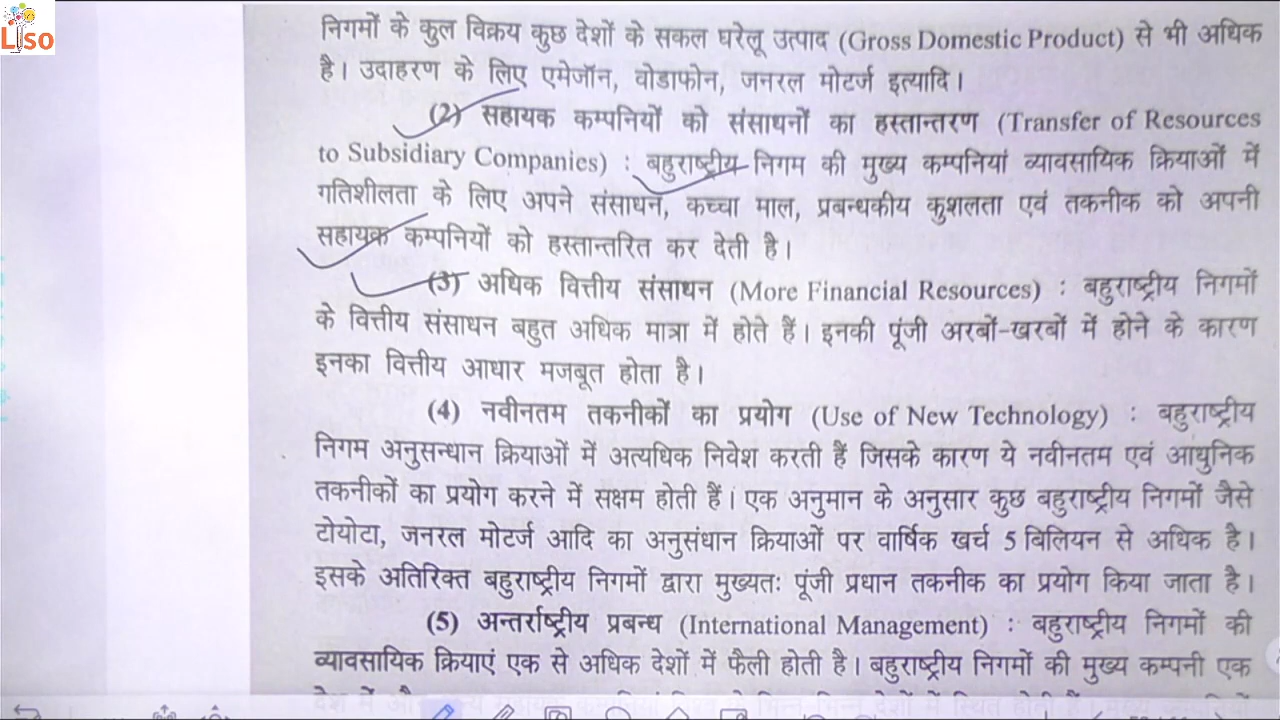 Liso
निगमों के कुल विक्रय कुछ देशों के सकल घरेलू उत्पाद (Gross Domestic Product) से भी अधिक
है। उदाहरण के लिए एमेजॉन, वोडाफोन, जनरल मोटर्ज इत्यादि।
(2) सहायक कम्पनियों को संसाधनों का हस्तान्तरण (Transfer of Resources
to Subsidiary Companies) : बहुराष्ट्रीय निगम की मुख्य कम्पनियां व्यावसायिक क्रियाओं में
गतिशीलता के लिए अपने संसाधन, कच्चा माल, प्रबन्धकीय कुशलता एवं तकनीक को अपनी
सहायक कम्पनियों को हस्तान्तरित कर देती है।
(3) अधिक वित्तीय संसाधन (More Financial Resources) : बहुराष्ट्रीय निगमों
के वित्तीय संसाधन बहुत अधिक मात्रा में होते हैं। इनकी पूंजी अरबों-खरबों में होने के कारण
इनका वित्तीय आधार मजबूत होता है।
(4) नवीनतम तकनीकों का प्रयोग (Use of New Technology) : बहुराष्ट्रीय
निगम अनुसन्धान क्रियाओं में अत्यधिक निवेश करती हैं जिसके कारण ये नवीनतम एवं आधुनिक
तकनीकों का प्रयोग करने में सक्षम होती हैं। एक अनुमान के अनुसार कुछ बहुराष्ट्रीय निगमों जैसे
टोयोटा, जनरल मोटर्ज आदि का अनुसंधान क्रियाओं पर वार्षिक खर्च 5 बिलियन से अधिक है।
इसके अतिरिक्त बहुराष्ट्रीय निगमों द्वारा मुख्यतः पूंजी प्रधान तकनीक का प्रयोग किया जाता है।
(5) अन्तर्राष्ट्रीय प्रबन्ध (International Management) : बहुराष्ट्रीय निगमों की
व्यावसायिक क्रियाएं एक से अधिक देशों में फैली होती है। बहुराष्ट्रीय निगमों की मुख्य कम्पनी एक